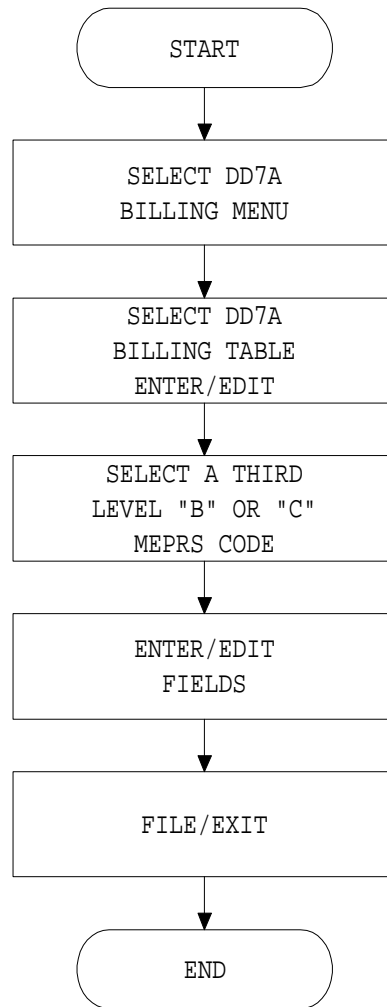 START
SELECT DD7A
BILLING MENU
SELECT DD7A
BILLING TABLE
ENTER/EDIT
SELECT A THIRD
LEVEL "B" OR "C"
MEPRS CODE
ENTER/EDIT
FIELDS
FILE/EXIT
END